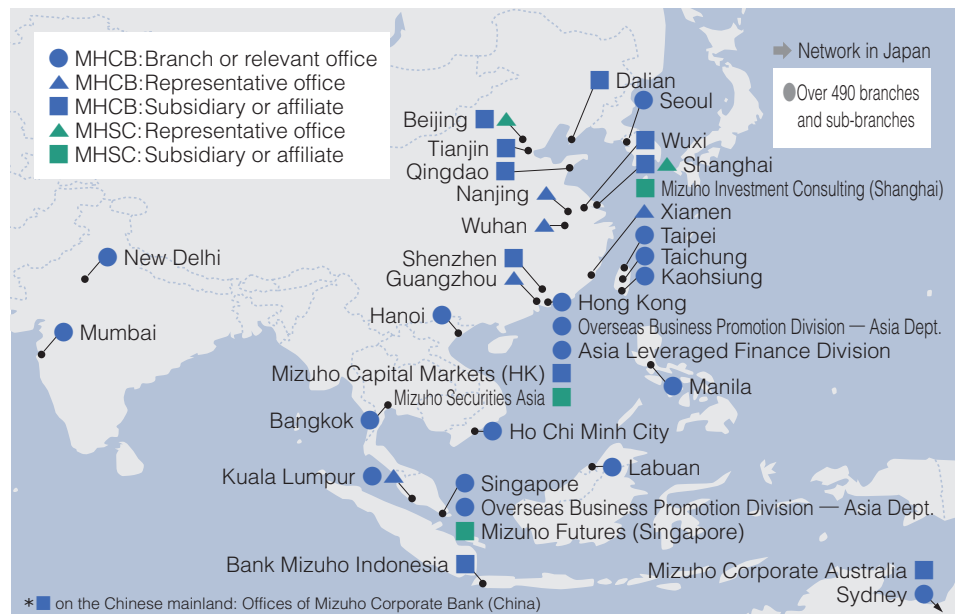 MHCB: Branch or relevant office
MHCB: Representative office
MHCB: Subsidiary or affiliate
MHSC: Representative office
MHSC: Subsidiary or affiliate
Network in Japan
Over 490 branches
and sub-branches
Dalian
Seoul
Beijing
Tianjin
Qingdao
Wuxi
Shanghai
Mizuho Investment Consulting (Shanghai)
Nanjing
Wuhan
Xiamen
Taipei
Taichung
Kaohsiung
Shenzhen
Guangzhou
New Delhi
Mumbai
Hanoi
Hong Kong
Overseas Business Promotion Division — Asia Dept.
Asia Leveraged Finance Division
Mizuho Capital Markets (HK)
Mizuho Securities Asia
Manila
Bangkok
Ho Chi Minh City
Kuala Lumpur
Labuan
Singapore
Overseas Business Promotion Division — Asia Dept.
Mizuho Futures (Singapore)
Bank Mizuho Indonesia
Mizuho Corporate Australia
Sydney
* on the Chinese mainland: Offices of Mizuho Corporate Bank (China)